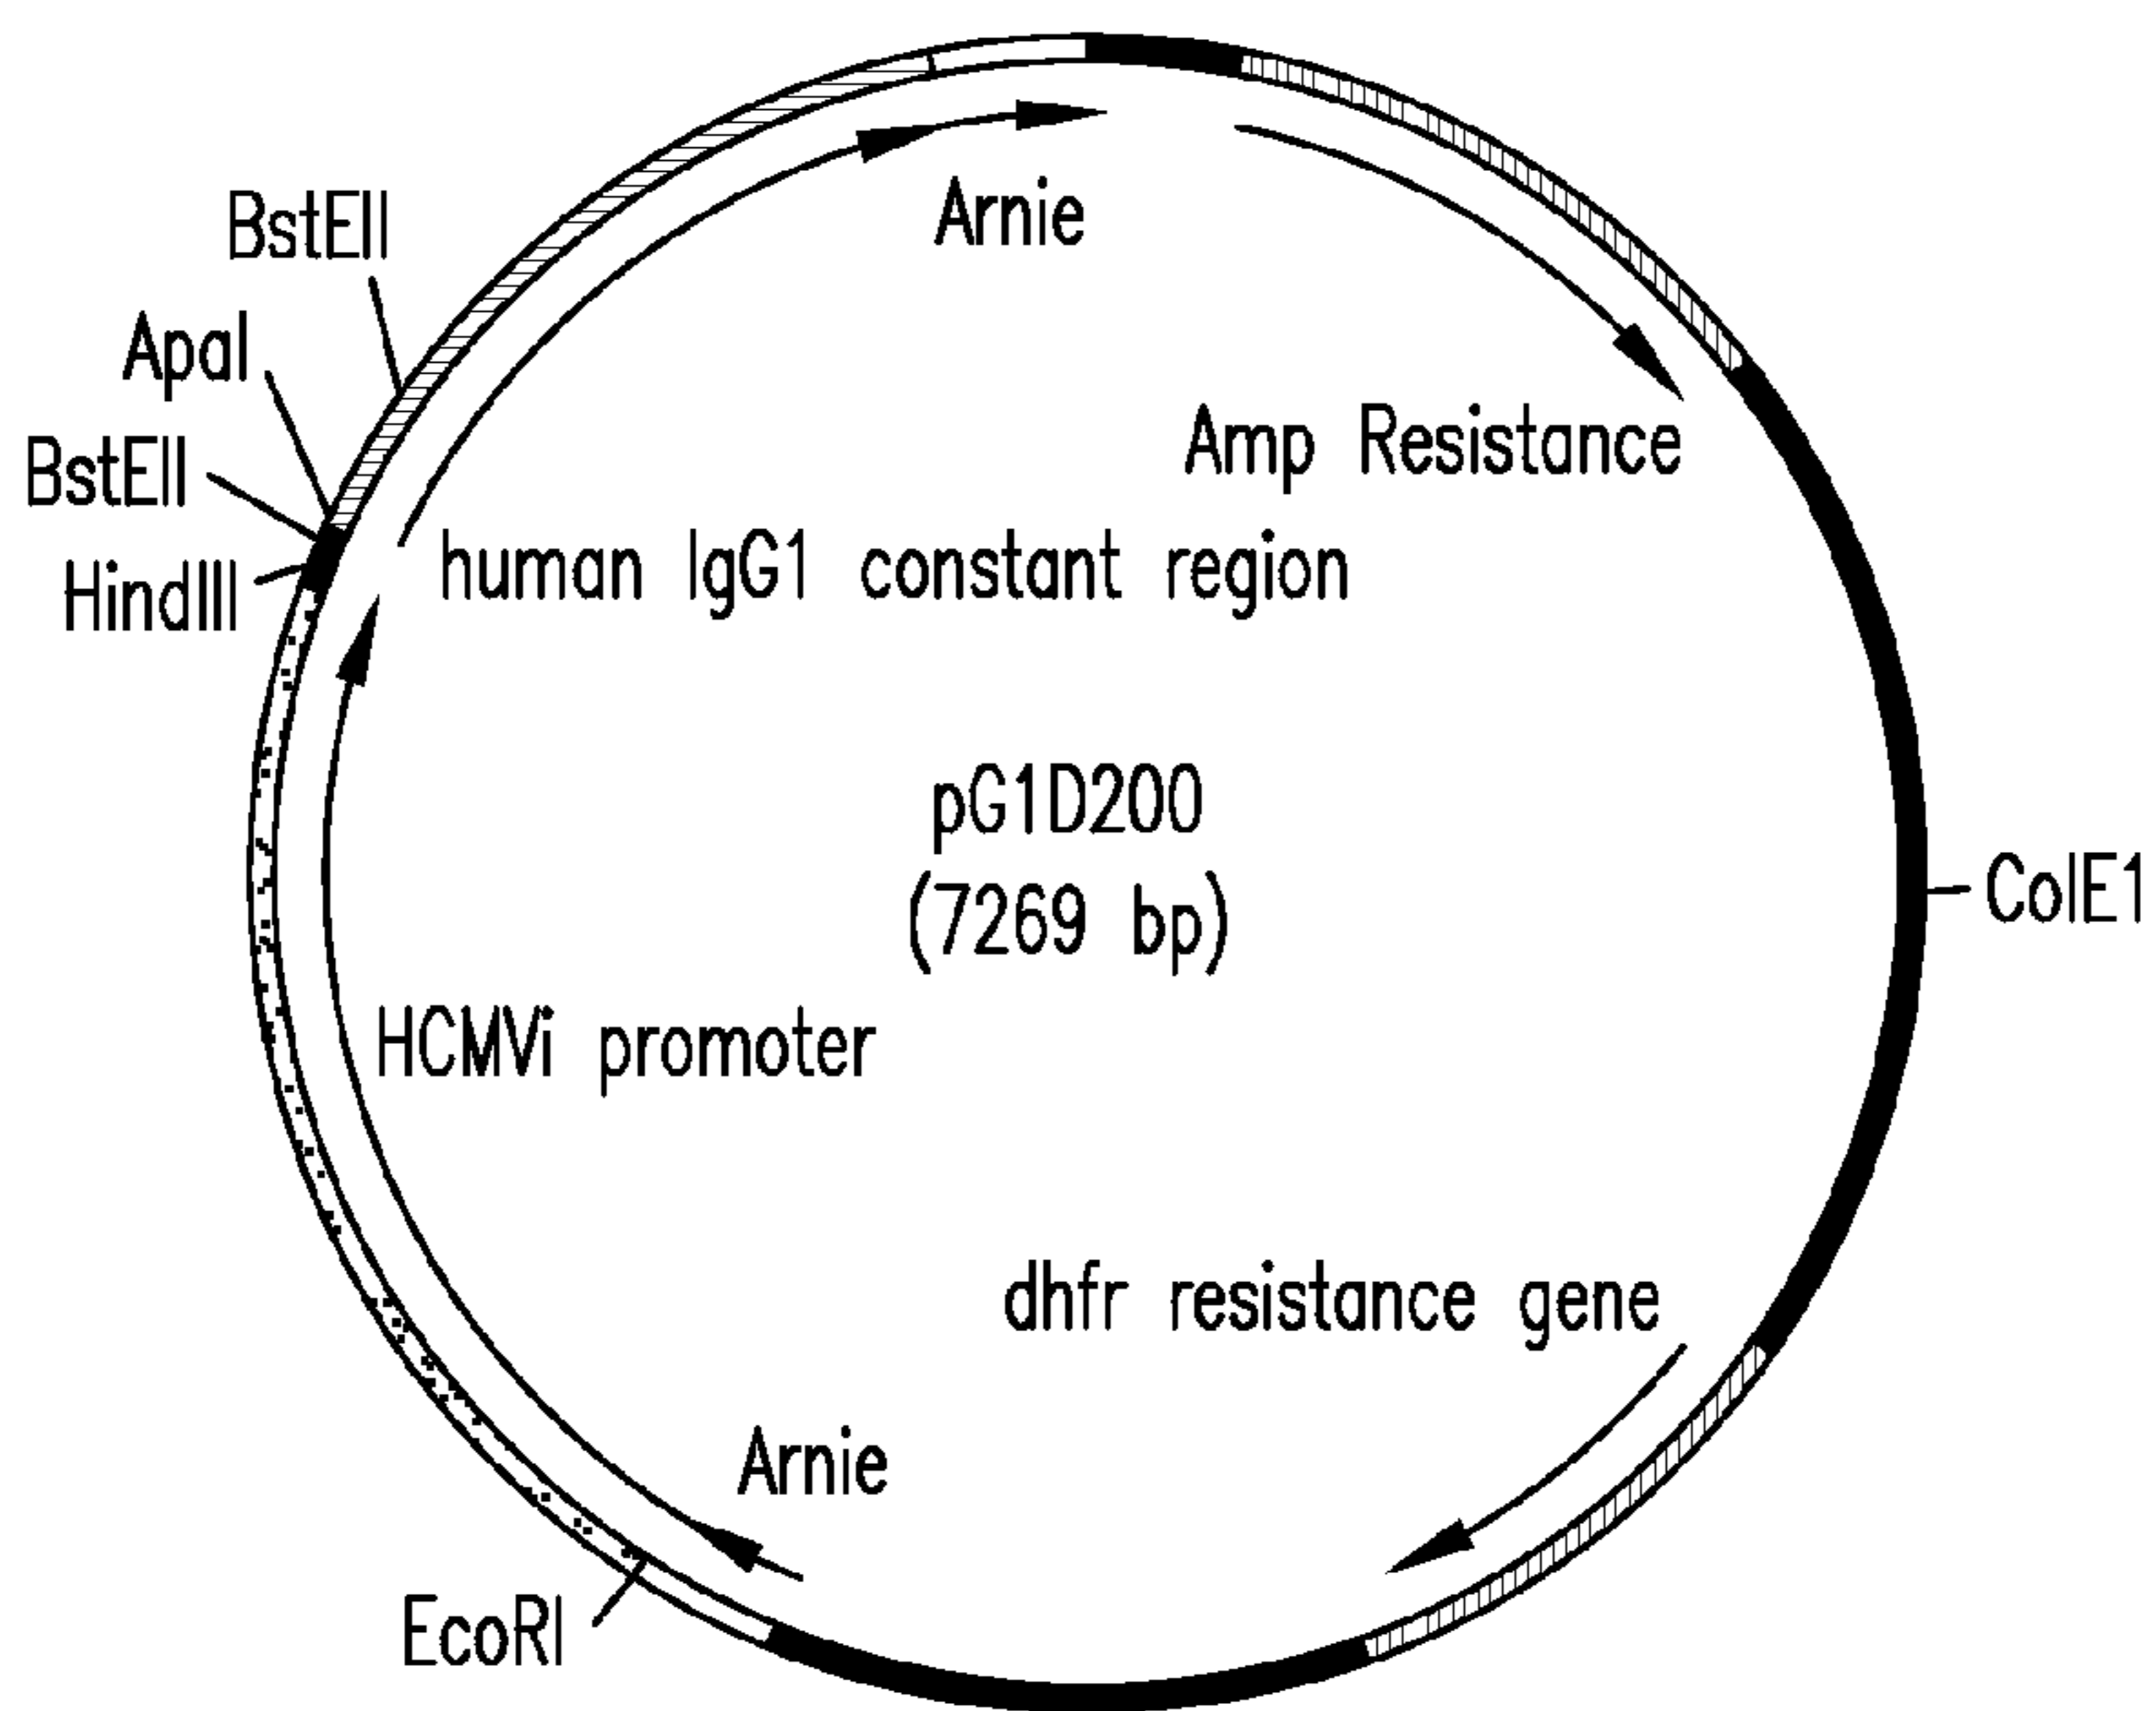 Arnie
BstEII
ApaI
Amp Resistance
BstEII
human IgG1 constant region
HindIII
pG1D200
(7269 bp)
ColE1
HCMVi promoter
dhfr resistance gene
Arnie
EcoRI